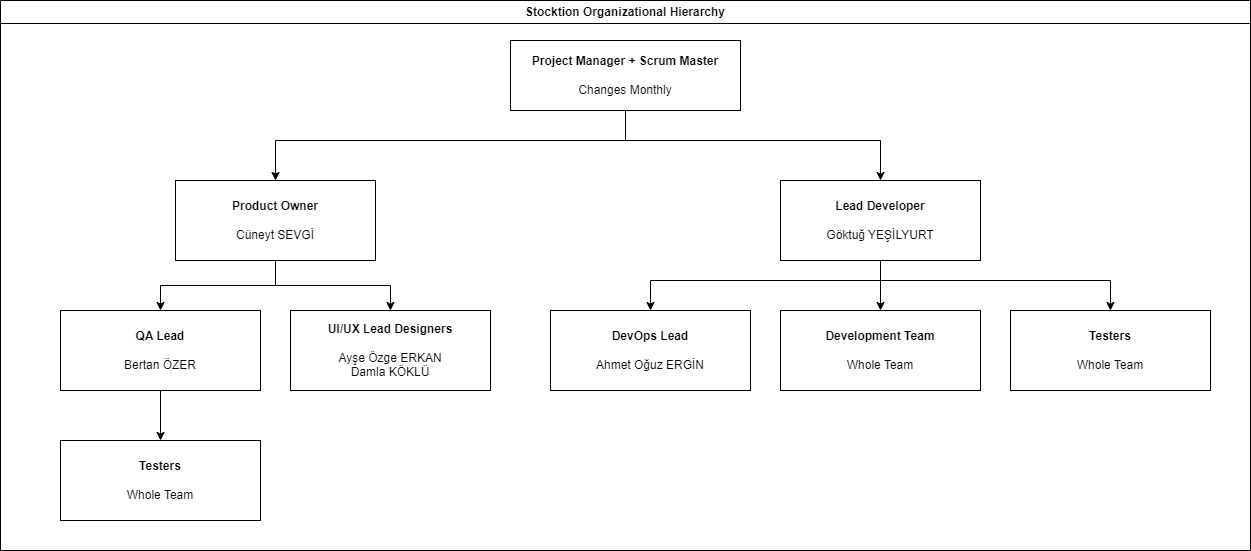 Stocktion Organizational Hierarchy
Project Manager + Scrum Master
Changes Monthly
Product Owner
Cüneyt SEVGİ
Lead Developer
Göktuğ YEŞİLYURT
QA Lead
Bertan ÖZER
UI/UX Lead Designers
Ayşe Özge ERKAN
Damla KÖKLÜ
DevOps Lead
Ahmet Oğuz ERGİN
Development Team
Whole Team
Testers
Whole Team
Testers
Whole Team